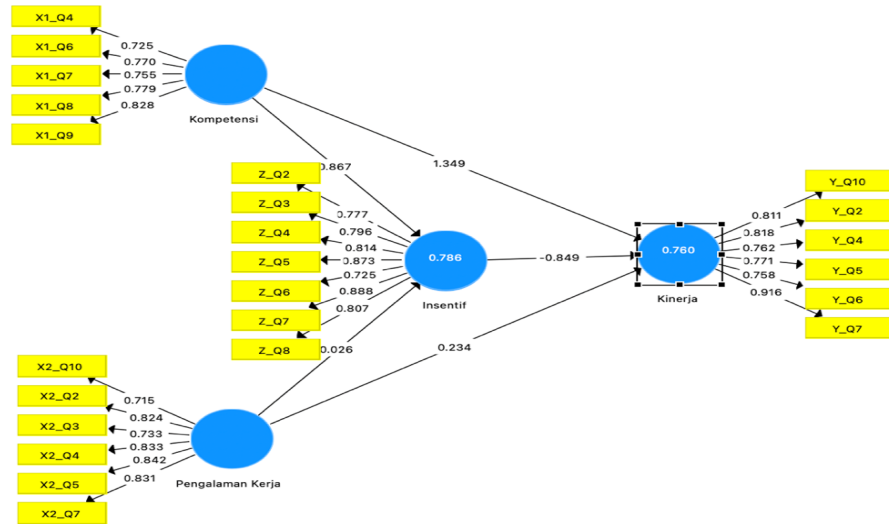 X1_Q4
X1_Q6
X1_Q7
X1_Q8
X1_Q9
0.725
0.770
0.755
0.779
0.828
Kompetensi
0.867
1.349
Z_Q2
Z_Q3
Z_Q4
Z_Q5
Z_Q6
Z_Q7
Z_Q8
0.777
0.796
0.814
0.873
0.725
0.888
0.807
0.786
Insentif
-0.849
0.760
Kinerja
0.811
0.818
0.762
0.771
0.758
0.916
Y_Q10
Y_Q2
Y_Q4
Y_Q5
Y_Q6
Y_Q7
0.026
0.234
X2_Q10
X2_Q2
X2_Q3
X2_Q4
X2_Q5
X2_Q7
0.715
0.824
0.733
0.833
0.842
0.831
Pengalaman Kerja